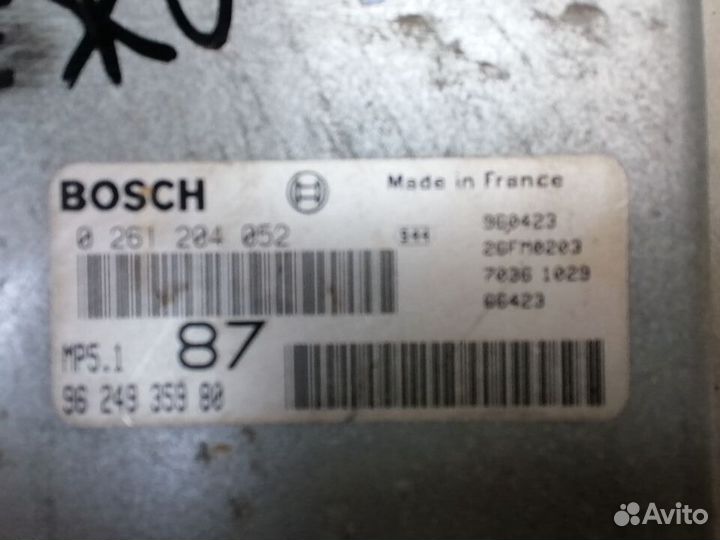 BOSCH
Made in France
0 261 204 052
960423
26FM0203
7036 1029
66423
MP5.1
87
96 249 359 80
Avito